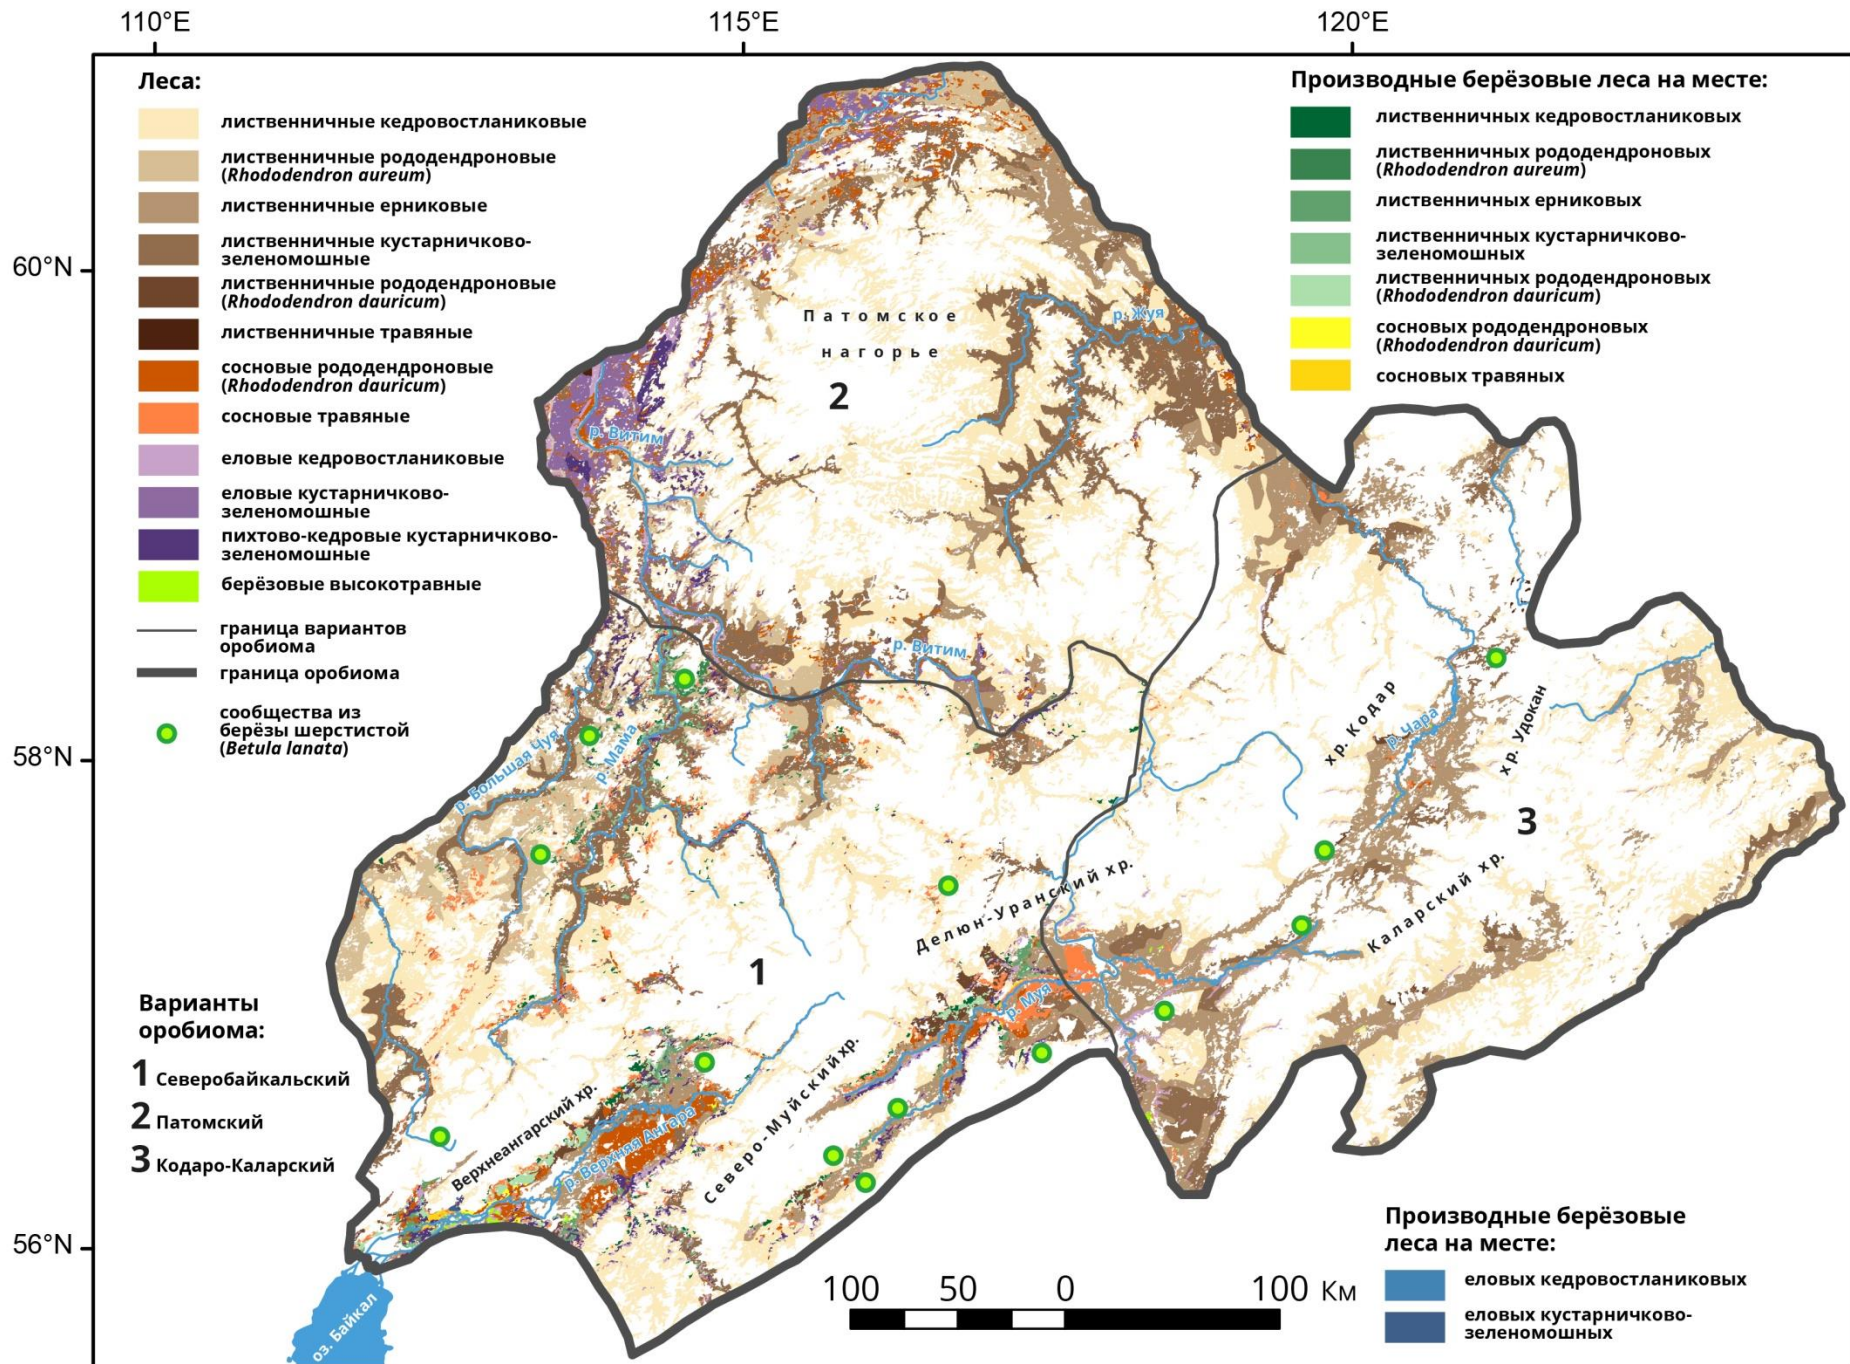 110°E
115°E
120°E
60°N
58°N
56°N
Леса:
лиственничные кедровостланиковые
лиственничные рододендроновые
(Rhododendron aureum)
лиственничные ерниковые
лиственничные кустарничково-
зеленомошные
лиственничные рододендроновые
(Rhododendron dauricum)
лиственничные травяные
сосновые рододендроновые
(Rhododendron dauricum)
сосновые травяные
еловые кедровостланиковые
еловые кустарничково-
зеленомошные
пихтово-кедровые кустарничково-
зеленомошные
берёзовые высокотравные
граница вариантов
оробиома
граница оробиома
сообщества из
берёзы шерстистой
(Betula lanata)
Варианты
оробиома:
1 Северобайкальский
2 Патомский
3 Кодаро-Каларский
Производные берёзовые леса на месте:
лиственничных кедровостланиковых
лиственничных рододендроновых
(Rhododendron aureum)
лиственничных ерниковых
лиственничных кустарничково-
зеленомошных
лиственничных рододендроновых
(Rhododendron dauricum)
сосновых рододендроновых
(Rhododendron dauricum)
сосновых травяных
Патомское
нагорье
2
р. Жуя
р. Витим
р. Витим
р. Большая Чуя
р. Мама
хр. Кодар
р. Чара
хр. Удокан
3
Каларский хр.
Делюн-Уранский хр.
1
р. Муя
Северо-Муйский хр.
Верхнеангарский хр.
р. Верхняя Ангара
оз. Байкал
100 50 0 100 Км
Производные берёзовые
леса на месте:
еловых кедровостланиковых
еловых кустарничково-
зеленомошных